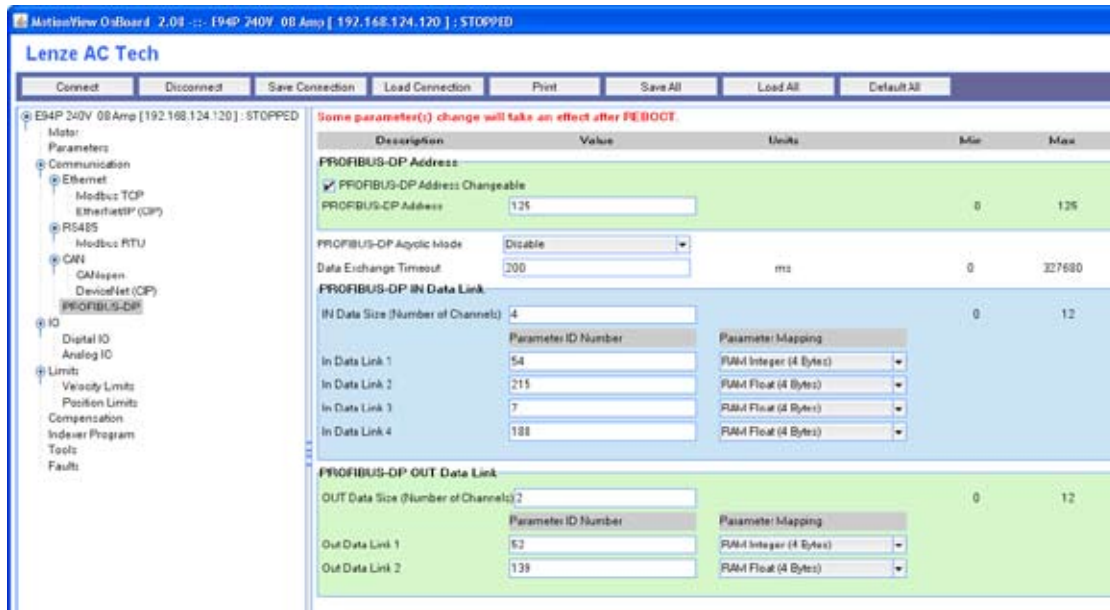 MotionView OnBoard 2.08 -::- E94P 240V 08 Amp [ 192.168.124.120 ] : STOPPED
Lenze AC Tech
Connect Disconnect Save Connection Load Connection Print Save All Load All Default All
E94P 240V 08 Amp [192.168.124.120] : STOPPED
Motor
Parameters
Communication
Ethernet
Modbus TCP
EtherNet/IP (CIP)
RS485
Modbus RTU
CAN
CANopen
DeviceNet (CIP)
PROFIBUS-DP
IO
Digital IO
Analog IO
Limits
Velocity Limits
Position Limits
Compensation
Indexer Program
Tools
Faults
Some parameter(s) change will take an effect after REBOOT.
Description Value Units Min Max
PROFIBUS-DP Address
PROFIBUS-DP Address Changeable
PROFIBUS-DP Address 125 0 125
PROFIBUS-DP Acyclic Mode Disable
Data Exchange Timeout 200 ms 0 327680
PROFIBUS-DP IN Data Link
IN Data Size (Number of Channels) 4 0 12
Parameter ID Number Parameter Mapping
In Data Link 1 54 RAM Integer (4 Bytes)
In Data Link 2 215 RAM Float (4 Bytes)
In Data Link 3 7 RAM Float (4 Bytes)
In Data Link 4 188 RAM Float (4 Bytes)
PROFIBUS-DP OUT Data Link
OUT Data Size (Number of Channels) 2 0 12
Parameter ID Number Parameter Mapping
Out Data Link 1 52 RAM Integer (4 Bytes)
Out Data Link 2 139 RAM Float (4 Bytes)